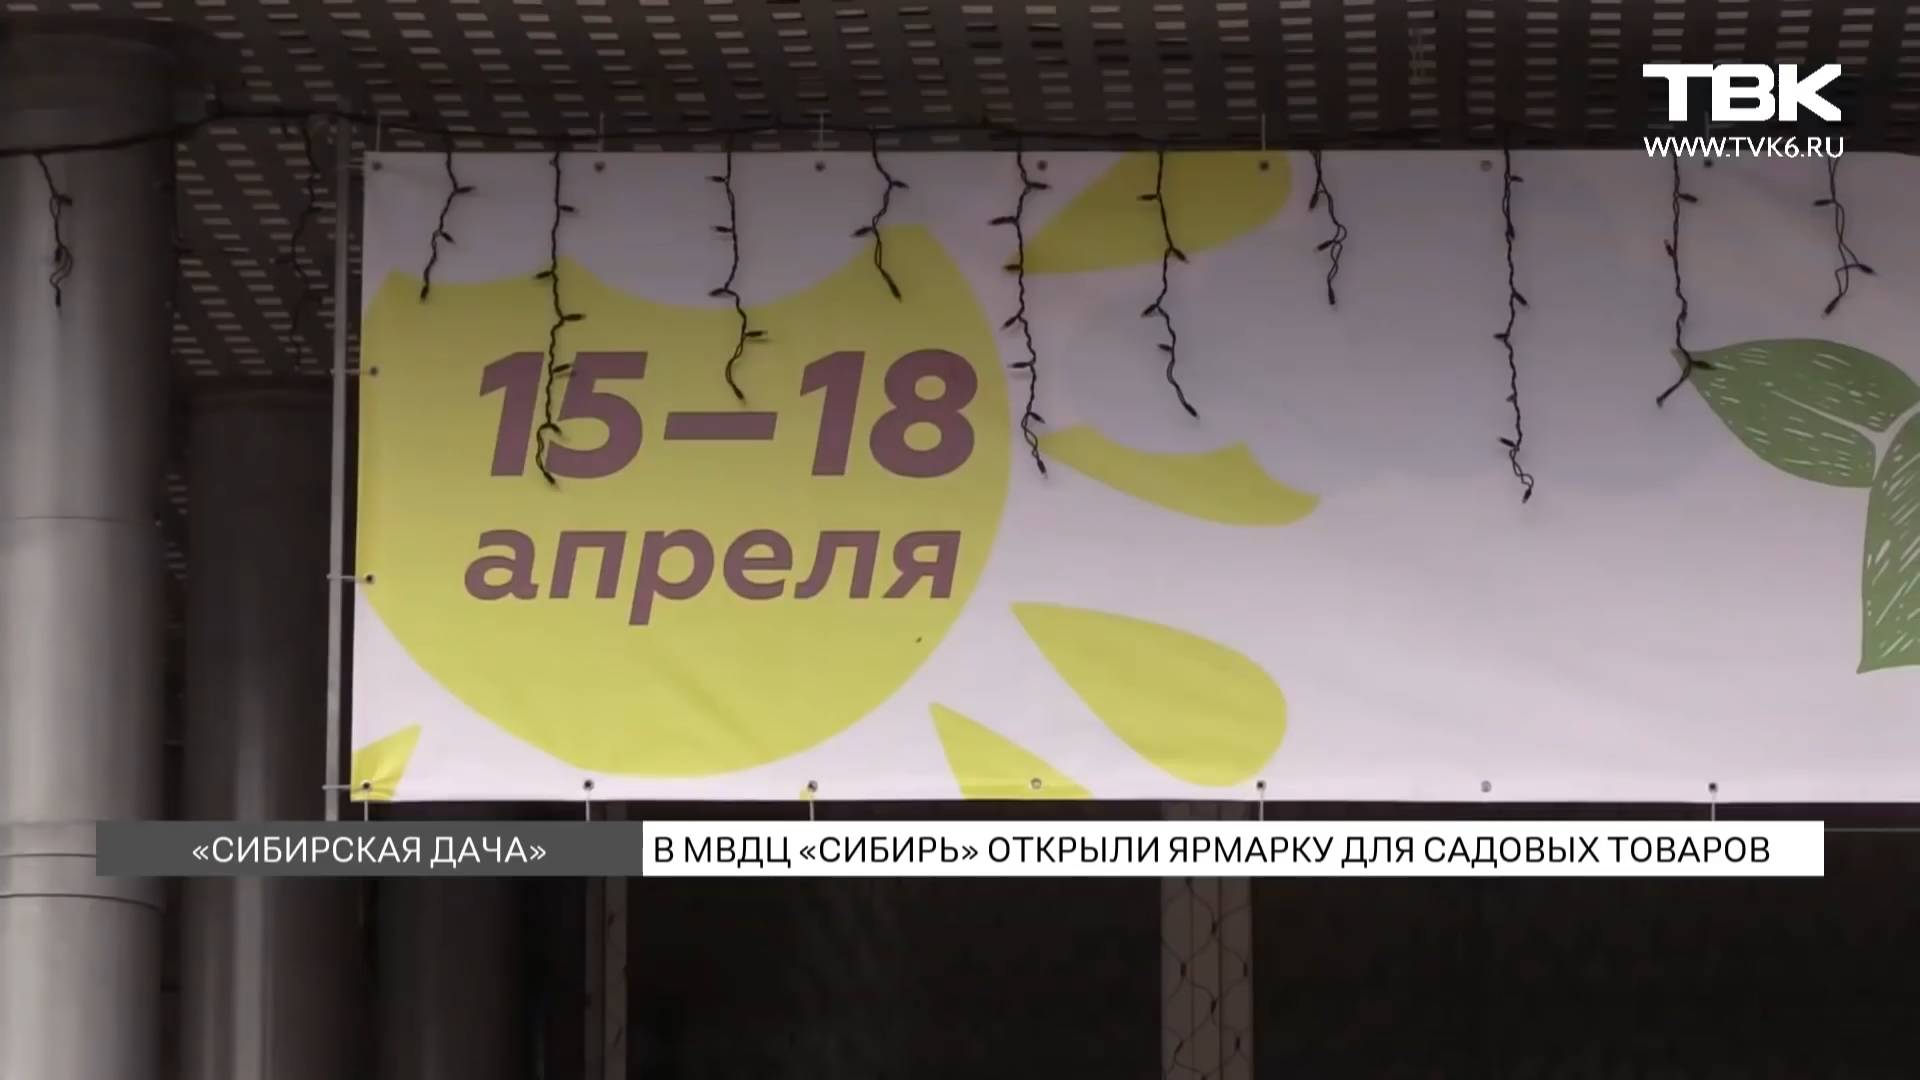 ТВК
WWW.TVK6.RU
15–18
апреля
«СИБИРСКАЯ ДАЧА»
В МВДЦ «СИБИРЬ» ОТКРЫЛИ ЯРМАРКУ ДЛЯ САДОВЫХ ТОВАРОВ